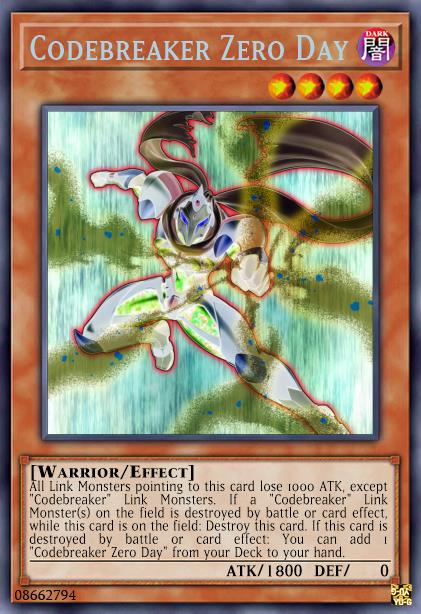 Codebreaker Zero Day
DARK
闇
[Warrior/Effect]
All Link Monsters pointing to this card lose 1000 ATK, except
"Codebreaker" Link Monsters. If a "Codebreaker" Link
Monster(s) on the field is destroyed by battle or card effect,
while this card is on the field: Destroy this card. If this card is
destroyed by battle or card effect: You can add 1
"Codebreaker Zero Day" from your Deck to your hand.
ATK/1800 DEF/ 0
08662794